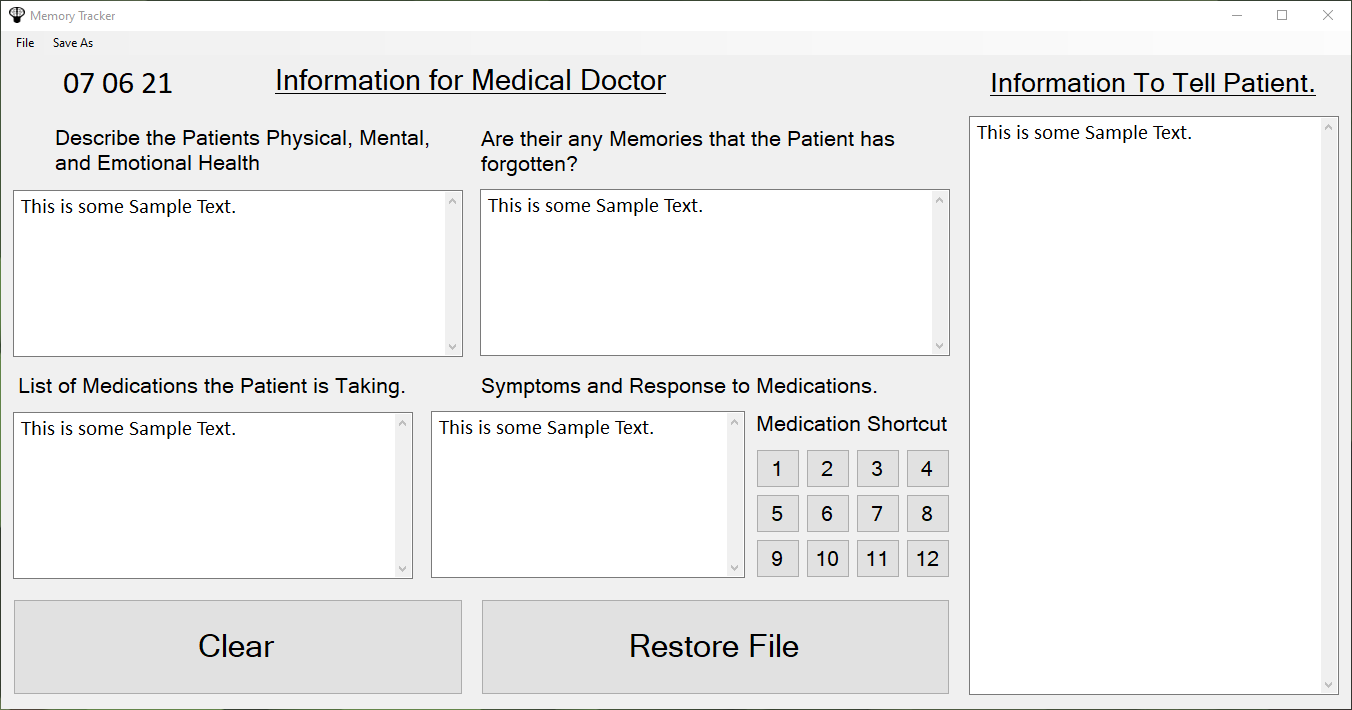 Memory Tracker
File Save As
07 06 21
Information for Medical Doctor
Information To Tell Patient.
Describe the Patients Physical, Mental,
and Emotional Health
Are their any Memories that the Patient has
forgotten?
This is some Sample Text.
This is some Sample Text.
This is some Sample Text.
List of Medications the Patient is Taking.
Symptoms and Response to Medications.
This is some Sample Text.
This is some Sample Text.
Medication Shortcut
1 2 3 4
5 6 7 8
9 10 11 12
Clear
Restore File